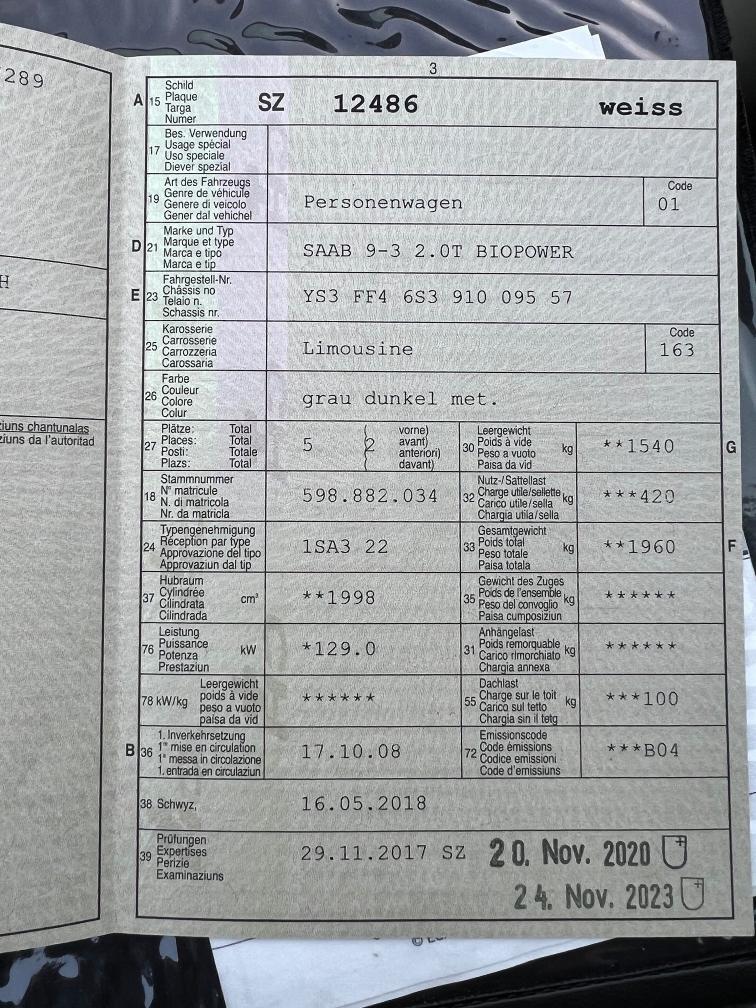 289
H
ziuns chantunalas
ziuns da l'autoritad
3
A 15 Schild
Plaque
Targa
Numer
SZ 12486 weiss
17 Bes. Verwendung
Usage spécial
Uso speciale
Diever spezial
19 Art des Fahrzeugs
Genre de véhicule
Genere di veicolo
Gener dal vehichel
Personenwagen
Code
01
D 21 Marke und Typ
Marque et type
Marca e tipo
Marca e tip
SAAB 9-3 2.0T BIOPOWER
E 23 Fahrgestell-Nr.
Châssis no
Telaio n.
Schassis nr.
YS3 FF4 6S3 910 095 57
25 Karosserie
Carrosserie
Carrozzeria
Carossaria
Limousine
Code
163
26 Farbe
Couleur
Colore
Colur
grau dunkel met.
27 Plätze: Total
Places: Total
Posti: Totale
Plazs: Total
5 ( 2 vorne)
avant)
anteriori)
davant)
30 Leergewicht
Poids à vide
Peso a vuoto
Paisa da vid
kg
**1540
G
18 Stammnummer
N° matricule
N. di matricola
Nr. da matricla
598.882.034
32 Nutz-/Sattellast
Charge utile/sellette
Carico utile/sella
Chargia utila/sella
kg
***420
24 Typengenehmigung
Réception par type
Approvazione del tipo
Approvaziun dal tip
1SA3 22
33 Gesamtgewicht
Poids total
Peso totale
Paisa totala
kg
**1960
F
37 Hubraum
Cylindrée
Cilindrata
Cilindrada
cm³
**1998
35 Gewicht des Zuges
Poids de l'ensemble
Peso del convoglio
Paisa cumposiziun
kg
******
76 Leistung
Puissance
Potenza
Prestaziun
kW
*129.0
31 Anhängelast
Poids remorquable
Carico rimorchiato
Chargia annexa
kg
******
78 kW/kg Leergewicht
poids à vide
peso a vuoto
paisa da vid
******
55 Dachlast
Charge sur le toit
Carico sul tetto
Chargia sin il tetg
kg
***100
B 36 1. Inverkehrsetzung
1re mise en circulation
1a messa in circolazione
1. entrada en circulaziun
17.10.08
72 Emissionscode
Code émissions
Codice emissioni
Code d'emissiuns
***B04
38 Schwyz, 16.05.2018
39 Prüfungen
Expertises
Perizie
Examinaziuns
29.11.2017 SZ 20. Nov. 2020
24. Nov. 2023